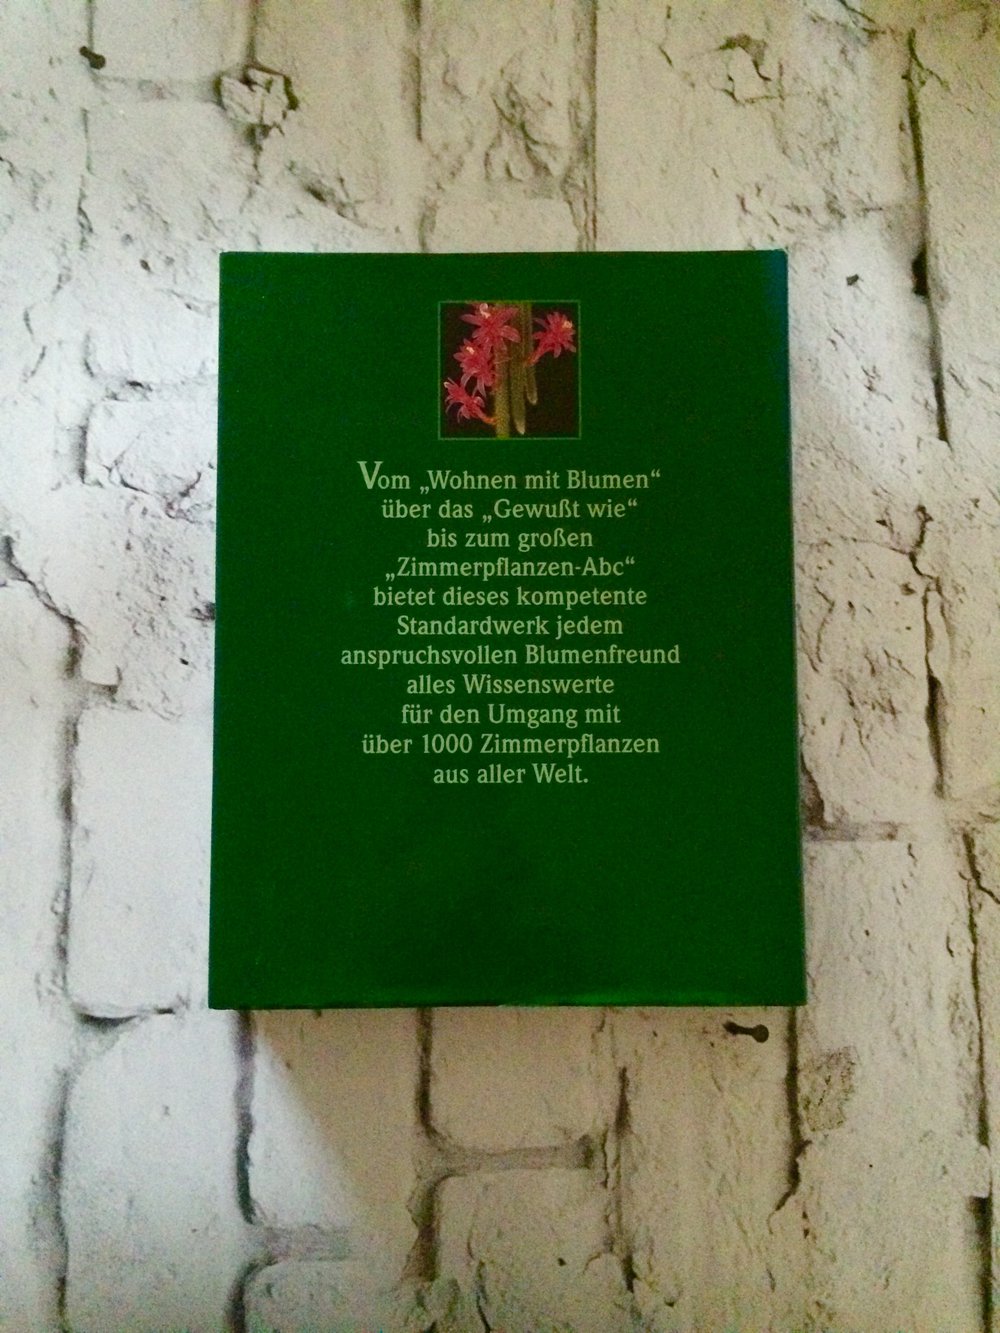 Vom „Wohnen mit Blumen“
über das „Gewußt wie“
bis zum großen
„Zimmerpflanzen-Abc“
bietet dieses kompetente
Standardwerk jedem
anspruchsvollen Blumenfreund
alles Wissenswerte
für den Umgang mit
über 1000 Zimmerpflanzen
aus aller Welt.